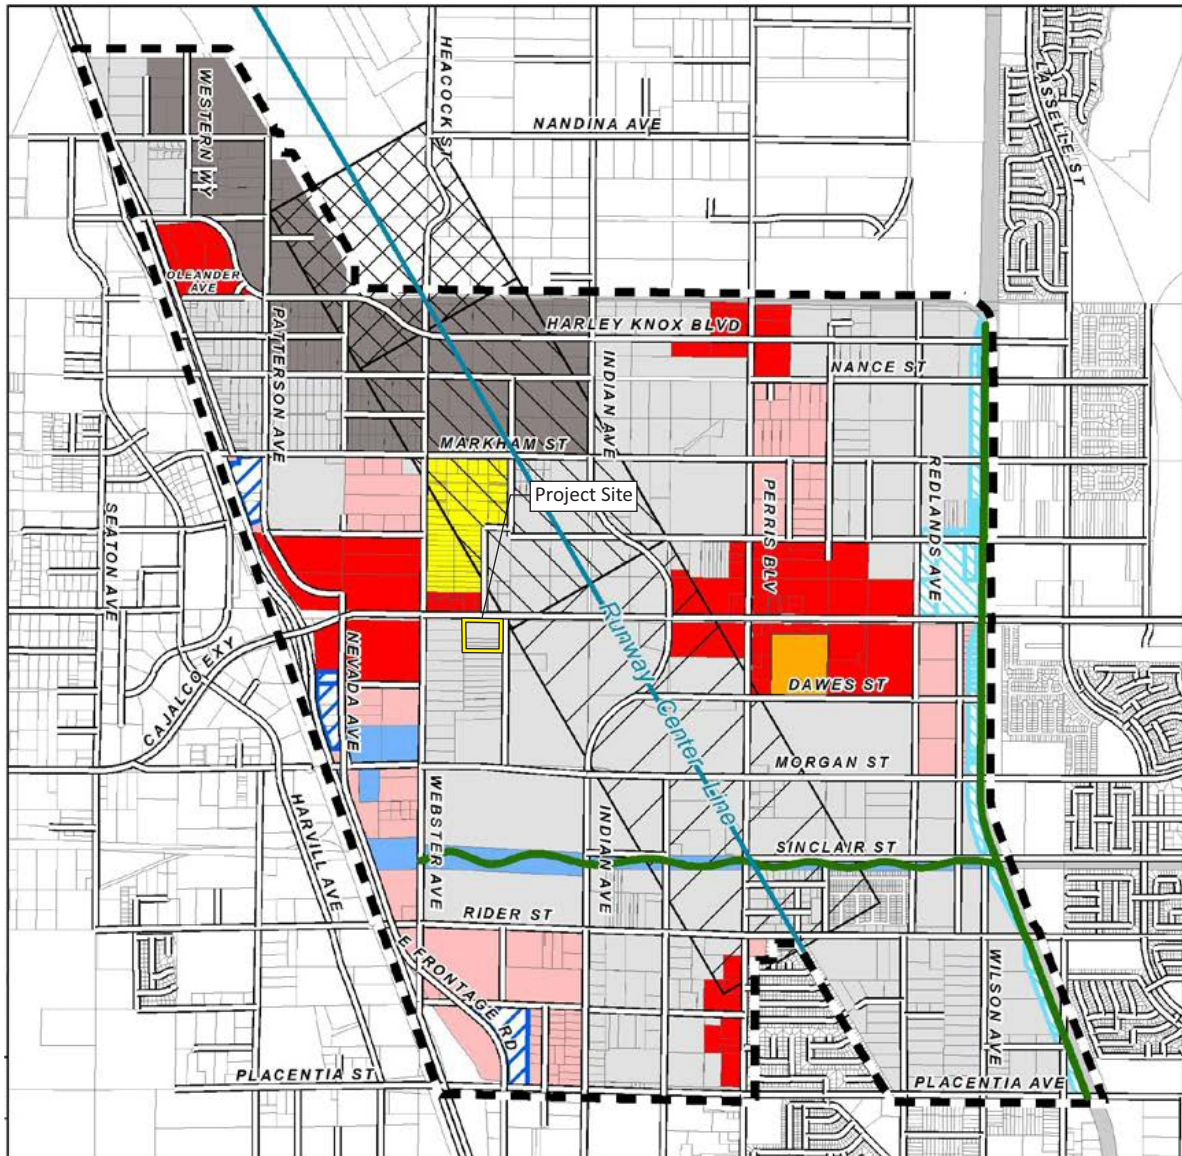 HEACOCK ST
LASSELLE ST
WESTERN WY
NANDINA AVE
OLEANDER
AVE
PATTERSON AVE
HARLEY KNOX BLVD
INDIAN AVE
NANCE ST
MARKHAM ST
REDLANDS AVE
PERRIS BLV
Project Site
SEATON AVE
Runway Center Line
NEVADA AVE
CAJALCO EXY
DAWES ST
MORGAN ST
HARVILL AVE
WEBSTER AVE
INDIAN AVE
SINCLAIR ST
RIDER ST
E FRONTAGE RD
WILSON AVE
PLACENTIA ST
PLACENTIA AVE